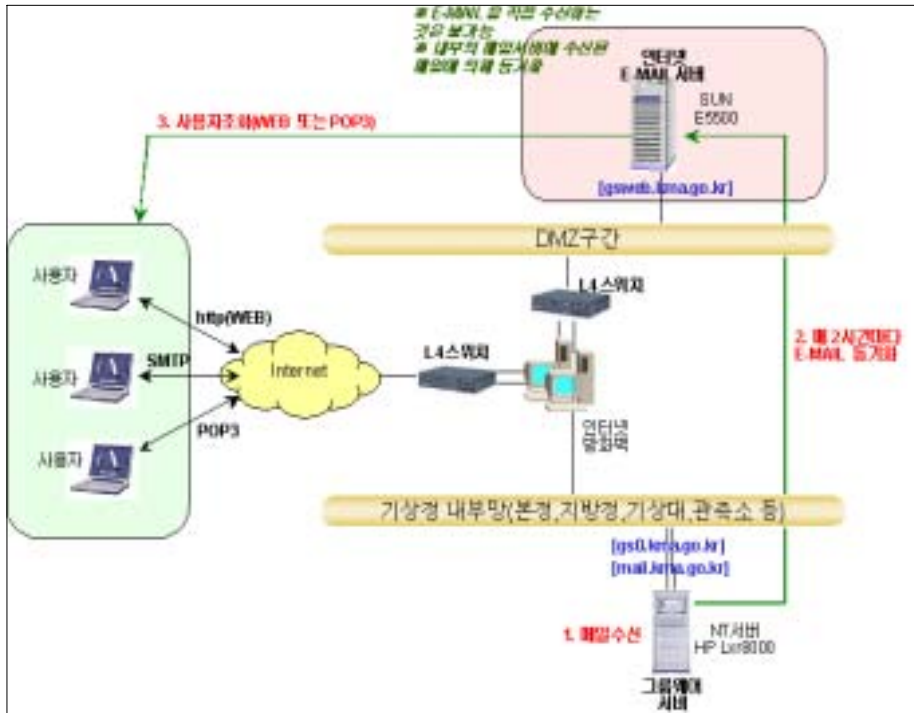 ※ E-MAIL 을 직접 수신하는
것은 불가능
※ 내부의 메일서버에 수신된
메일에 의해 동기화
인터넷
E-MAIL 서버
SUN
E5500
3. 사용자조회(WEB 또는 POP3)
[gsweb.kma.go.kr]
DMZ구간
L4 스위치
사용자
http(WEB)
2. 매 2시간마다
E-MAIL 동기화
L4스위치
SMTP
Internet
사용자
POP3
인터넷
방화벽
사용자
기상청 내부망(본청,지방청,기상대,관측소 등)
[gs0.kma.go.kr]
[mail.kma.go.kr]
1. 메일수신
NT서버
HP Lxr8000
그룹웨어
서버